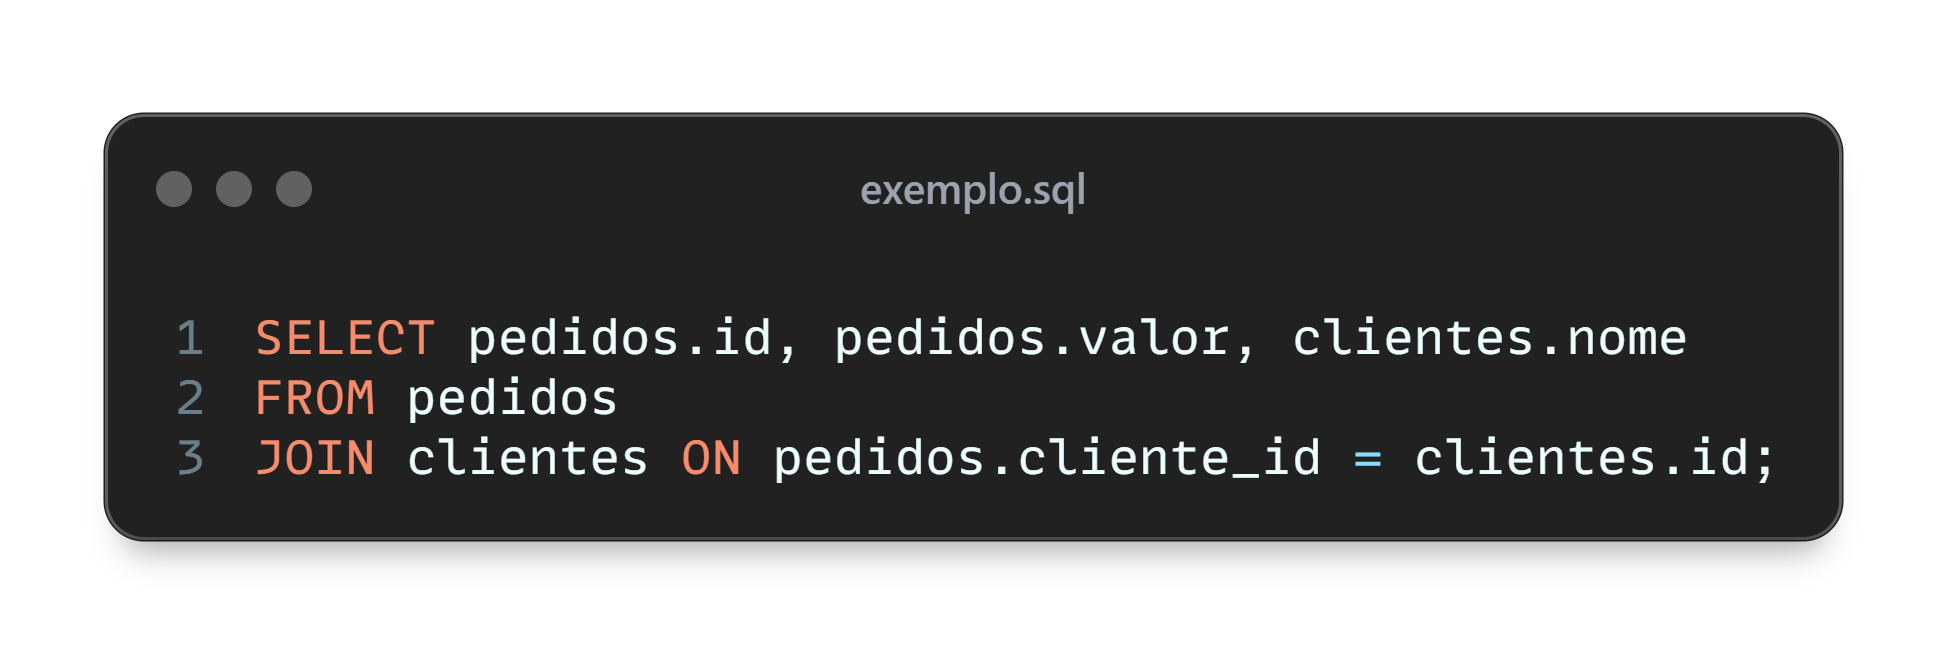 exemplo.sql
1 SELECT pedidos.id, pedidos.valor, clientes.nome
2 FROM pedidos
3 JOIN clientes ON pedidos.cliente_id = clientes.id;